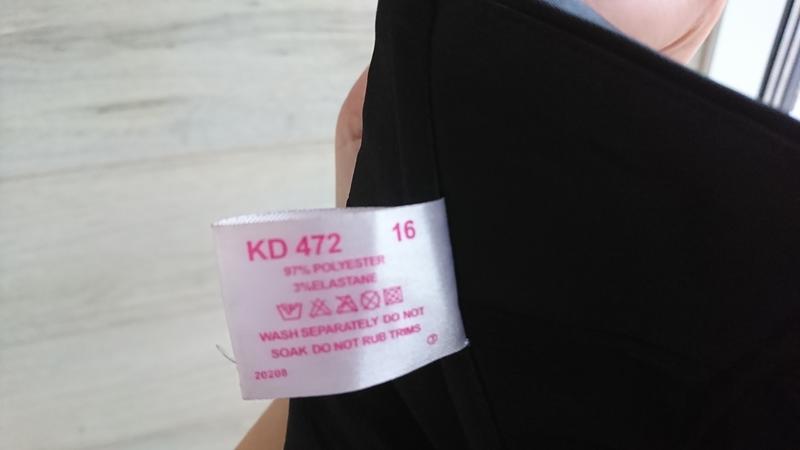 KD 472 16
97% POLYESTER
3%ELASTANE
WASH SEPARATELY DO NOT
SOAK DO NOT RUB TRIMS
20208